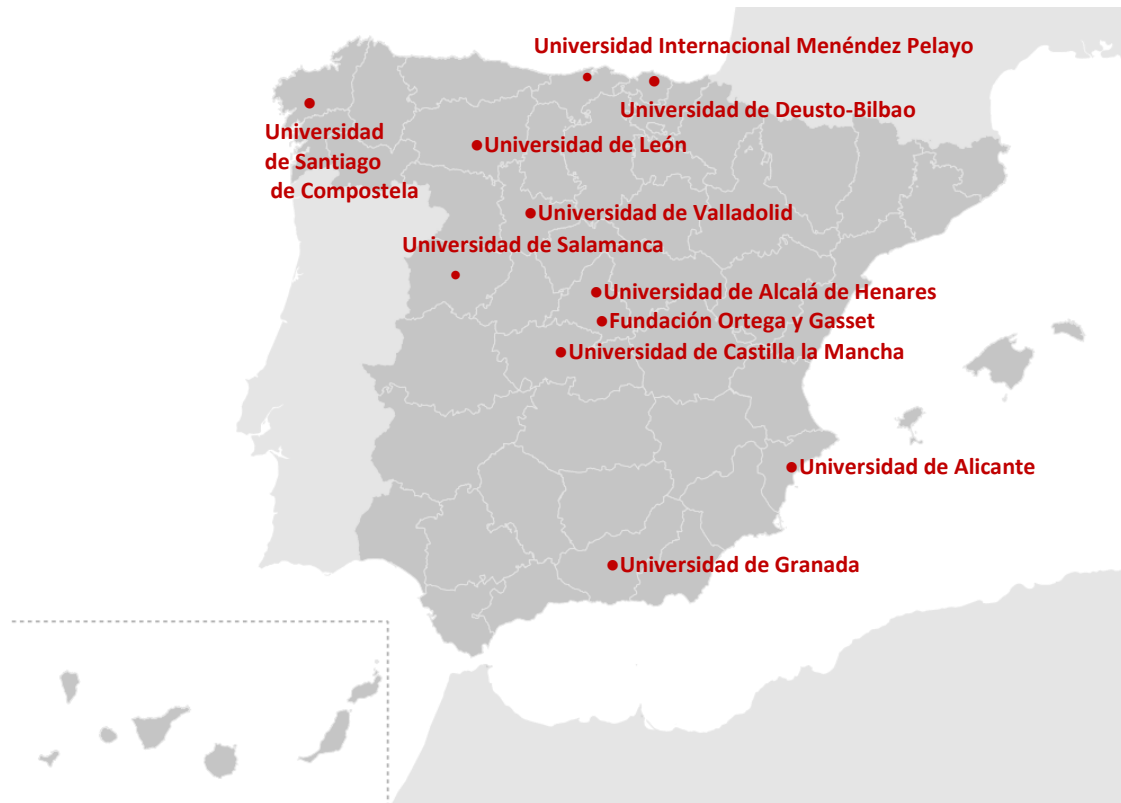 Universidad Internacional Menéndez Pelayo
Universidad de Deusto-Bilbao
Universidad
de Santiago
de Compostela
Universidad de León
Universidad de Valladolid
Universidad de Salamanca
Universidad de Alcalá de Henares
Fundación Ortega y Gasset
Universidad de Castilla la Mancha
Universidad de Alicante
Universidad de Granada